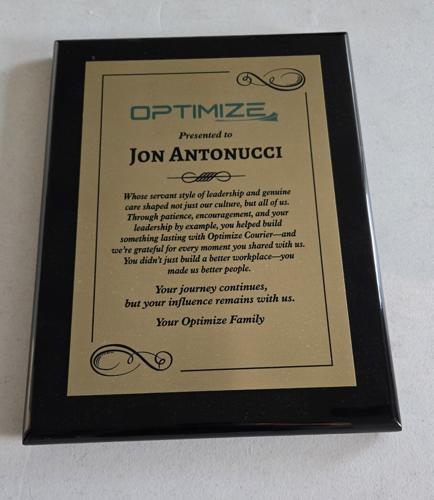 OPTIMIZE
Presented to
JON ANTONUCCI
Whose servant style of leadership and genuine
care shaped not just our culture, but all of us.
Through patience, encouragement, and your
leadership by example, you helped build
something lasting with Optimize Courier—and
we're grateful for every moment you shared with us.
You didn't just build a better workplace—you
made us better people.
Your journey continues,
but your influence remains with us.
Your Optimize Family